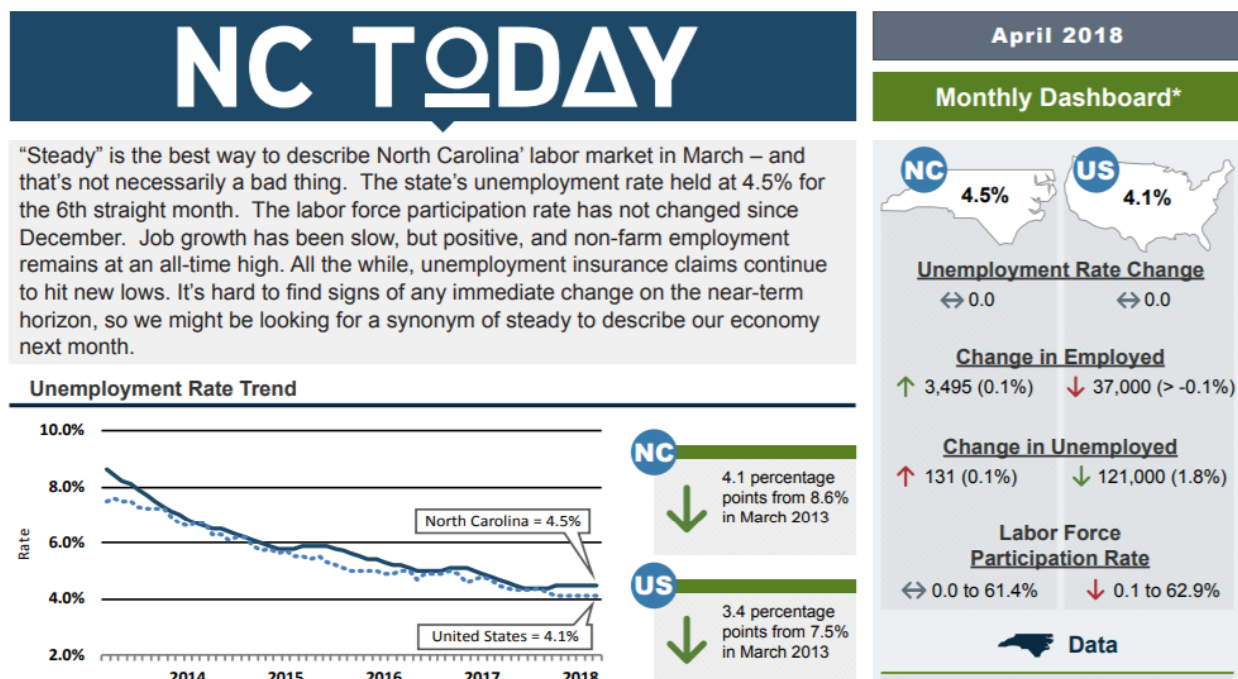 NC TODAY
April 2018
Monthly Dashboard*
“Steady” is the best way to describe North Carolina’ labor market in March – and
that’s not necessarily a bad thing.  The state’s unemployment rate held at 4.5% for
the 6th straight month.  The labor force participation rate has not changed since
December.  Job growth has been slow, but positive, and non-farm employment
remains at an all-time high. All the while, unemployment insurance claims continue
to hit new lows. It’s hard to find signs of any immediate change on the near-term
horizon, so we might be looking for a synonym of steady to describe our economy
next month.
Unemployment Rate Trend
10.0%
8.0%
6.0%
4.0%
2.0%
Rate
North Carolina = 4.5%
United States = 4.1%
2014 2015 2016 2017 2018
NC
4.1 percentage
points from 8.6%
in March 2013
US
3.4 percentage
points from 7.5%
in March 2013
NC 4.5% US 4.1%
Unemployment Rate Change
0.0 0.0
Change in Employed
3,495 (0.1%) 37,000 (> -0.1%)
Change in Unemployed
131 (0.1%) 121,000 (1.8%)
Labor Force
Participation Rate
0.0 to 61.4% 0.1 to 62.9%
Data